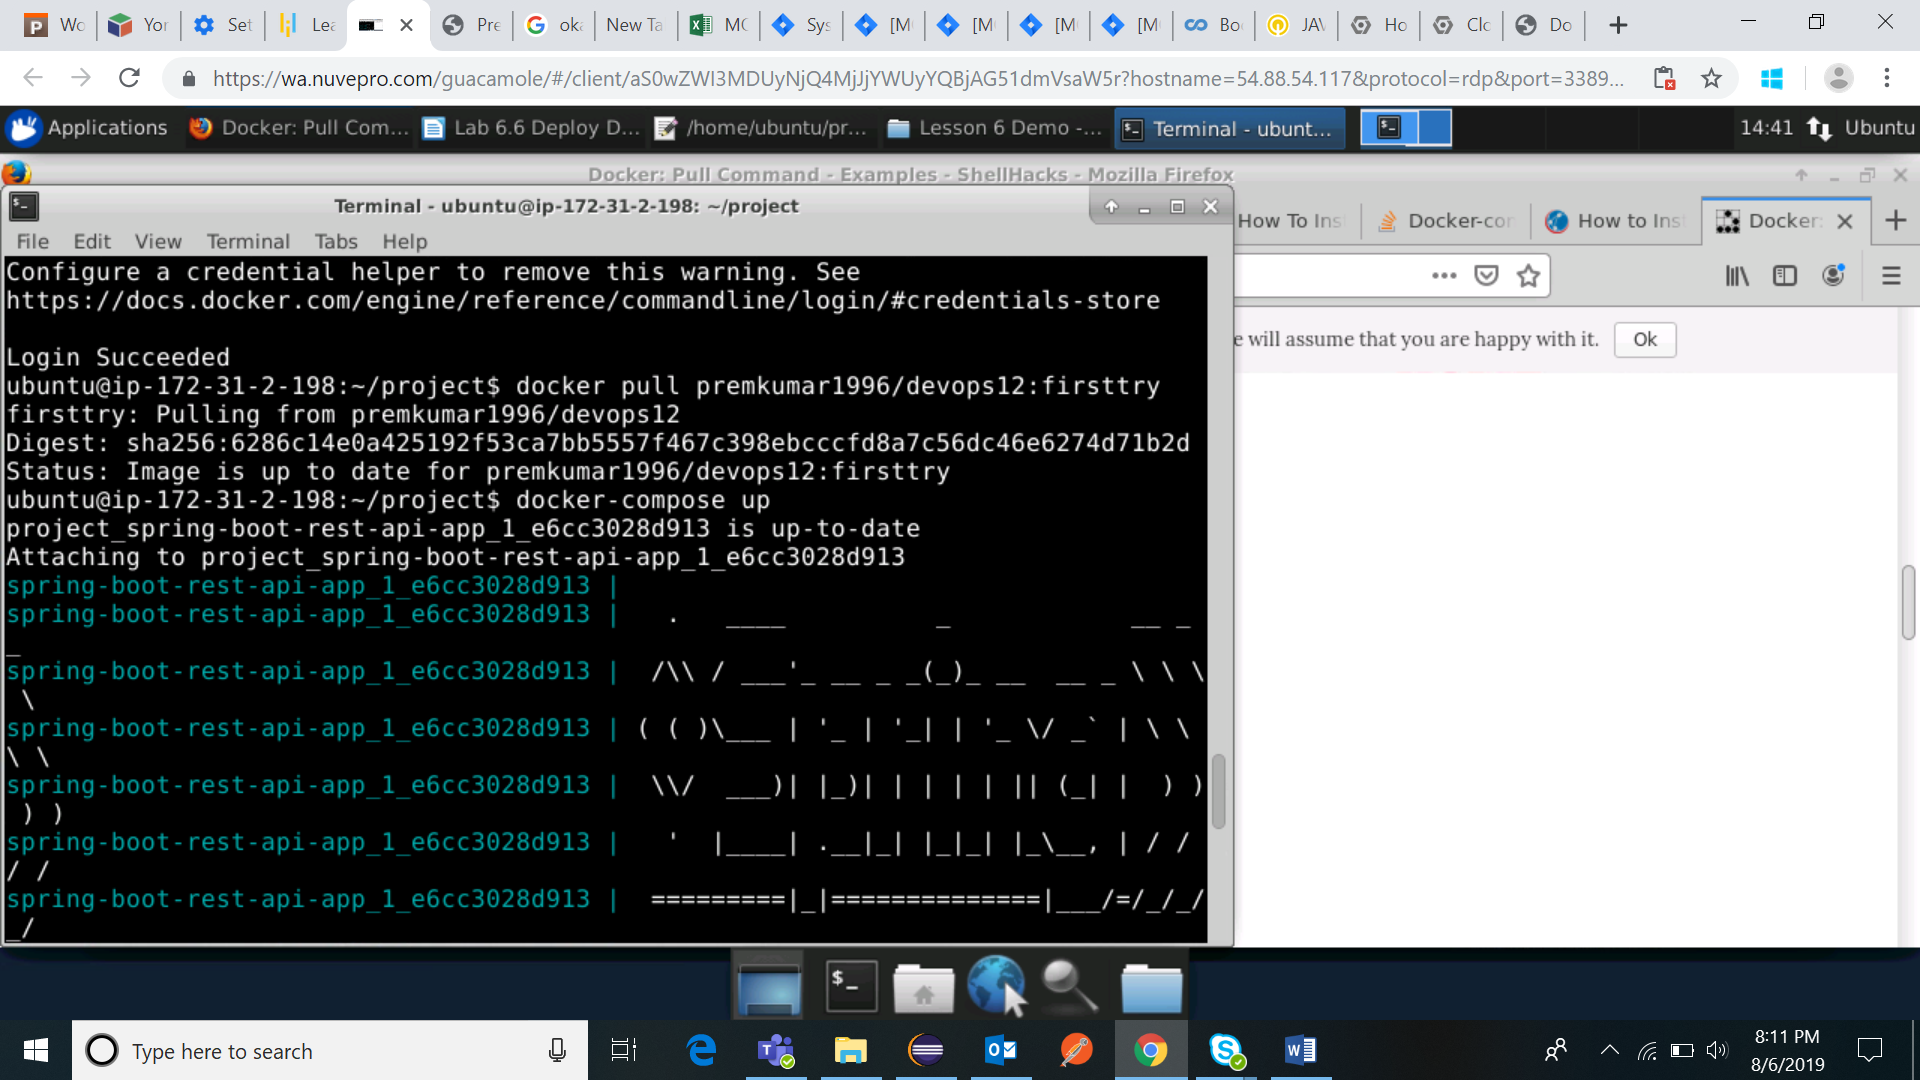 Wo
Yor
Set
Lea
Pre
oka
New Ta
MC
Sys
[M
[M
[M
[M
Bo
JAV
Ho
Clo
Do
https://wa.nuvepro.com/guacamole/#/client/aS0wZWI3MDUyNjQ4MjJjYWUyYQBjAG51dmVsaW5r?hostname=54.88.54.117&protocol=rdp&port=3389...
Applications
Docker: Pull Com...
Lab 6.6 Deploy D...
/home/ubuntu/pr...
Lesson 6 Demo -...
Terminal - ubunt...
14:41
Ubuntu
Docker: Pull Command - Examples - ShellHacks - Mozilla Firefox
Terminal - ubuntu@ip-172-31-2-198: ~/project
How To Ins
Docker-con
How to Inst
Docker:
File Edit View Terminal Tabs Help
Configure a credential helper to remove this warning. See
https://docs.docker.com/engine/reference/commandline/login/#credentials-store
Login Succeeded
ubuntu@ip-172-31-2-198:~/project$ docker pull premkumar1996/devops12:firsttry
firsttry: Pulling from premkumar1996/devops12
Digest: sha256:6286c14e0a425192f53ca7bb5557f467c398ebcccfd8a7c56dc46e6274d71b2d
Status: Image is up to date for premkumar1996/devops12:firsttry
ubuntu@ip-172-31-2-198:~/project$ docker-compose up
project_spring-boot-rest-api-app_1_e6cc3028d913 is up-to-date
Attaching to project_spring-boot-rest-api-app_1_e6cc3028d913
spring-boot-rest-api-app_1_e6cc3028d913 |
spring-boot-rest-api-app_1_e6cc3028d913 |   .   ____          _            __ _
_
spring-boot-rest-api-app_1_e6cc3028d913 |  /\\ / ___'_ __ _ _(_)_ __  __ _ \ \ \
 \
spring-boot-rest-api-app_1_e6cc3028d913 | ( ( )\___ | '_ | '_| | '_ \/ _` | \ \
\ \
spring-boot-rest-api-app_1_e6cc3028d913 |  \\/  ___)| |_)| | | | | || (_| |  ) )
 ) )
spring-boot-rest-api-app_1_e6cc3028d913 |   '  |____| .__|_| |_|_| |_\__, | / /
/ /
spring-boot-rest-api-app_1_e6cc3028d913 |  =========|_|==============|___/=/_/_/
_/
e will assume that you are happy with it.
Ok
Type here to search
8:11 PM
8/6/2019